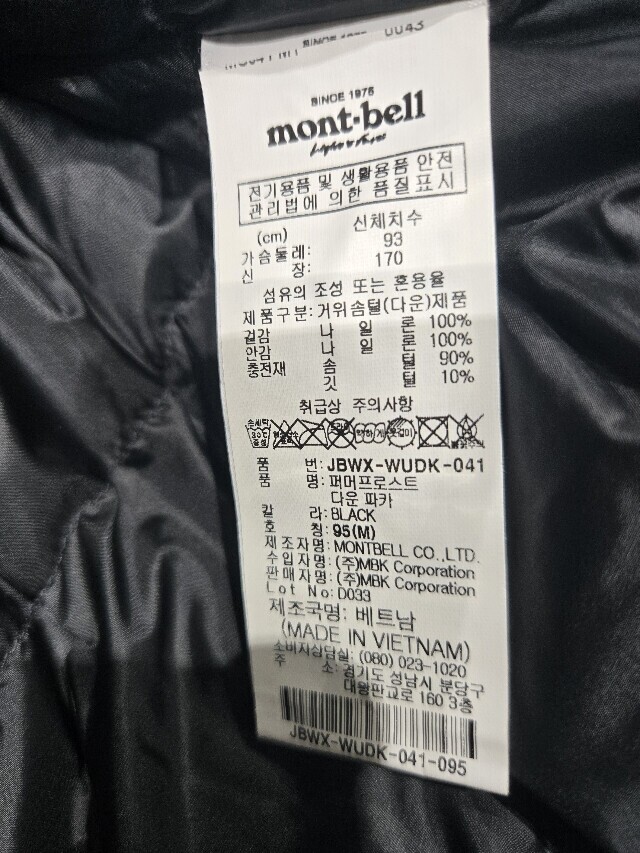 0043
SINCE 1975
mont-bell
전기용품 및 생활용품 안전
관리법에 의한 품질표시
(cm) 신체치수
가슴둘레: 93
신 장: 170
섬유의 조성 또는 혼용율
제품구분: 거위솜털(다운)제품
겉감 나 일 론 100%
안감 나 일 론 100%
충전재 솜 털 90%
깃 털 10%
취급상 주의사항
손세탁 30℃ 중성
품 번: JBWX-WUDK-041
품 명: 퍼머프로스트
다운 파카
칼 라: BLACK
호 칭: 95(M)
제 조 자 명: MONTBELL CO.,LTD.
수 입 자 명: (주)MBK Corporation
판 매 자 명: (주)MBK Corporation
Lot No: D033
제조국명: 베트남
(MADE IN VIETNAM)
소비자상담실: (080) 023-1020
주 소: 경기도 성남시 분당구
대왕판교로 160 3층
JBWX-WUDK-041-095